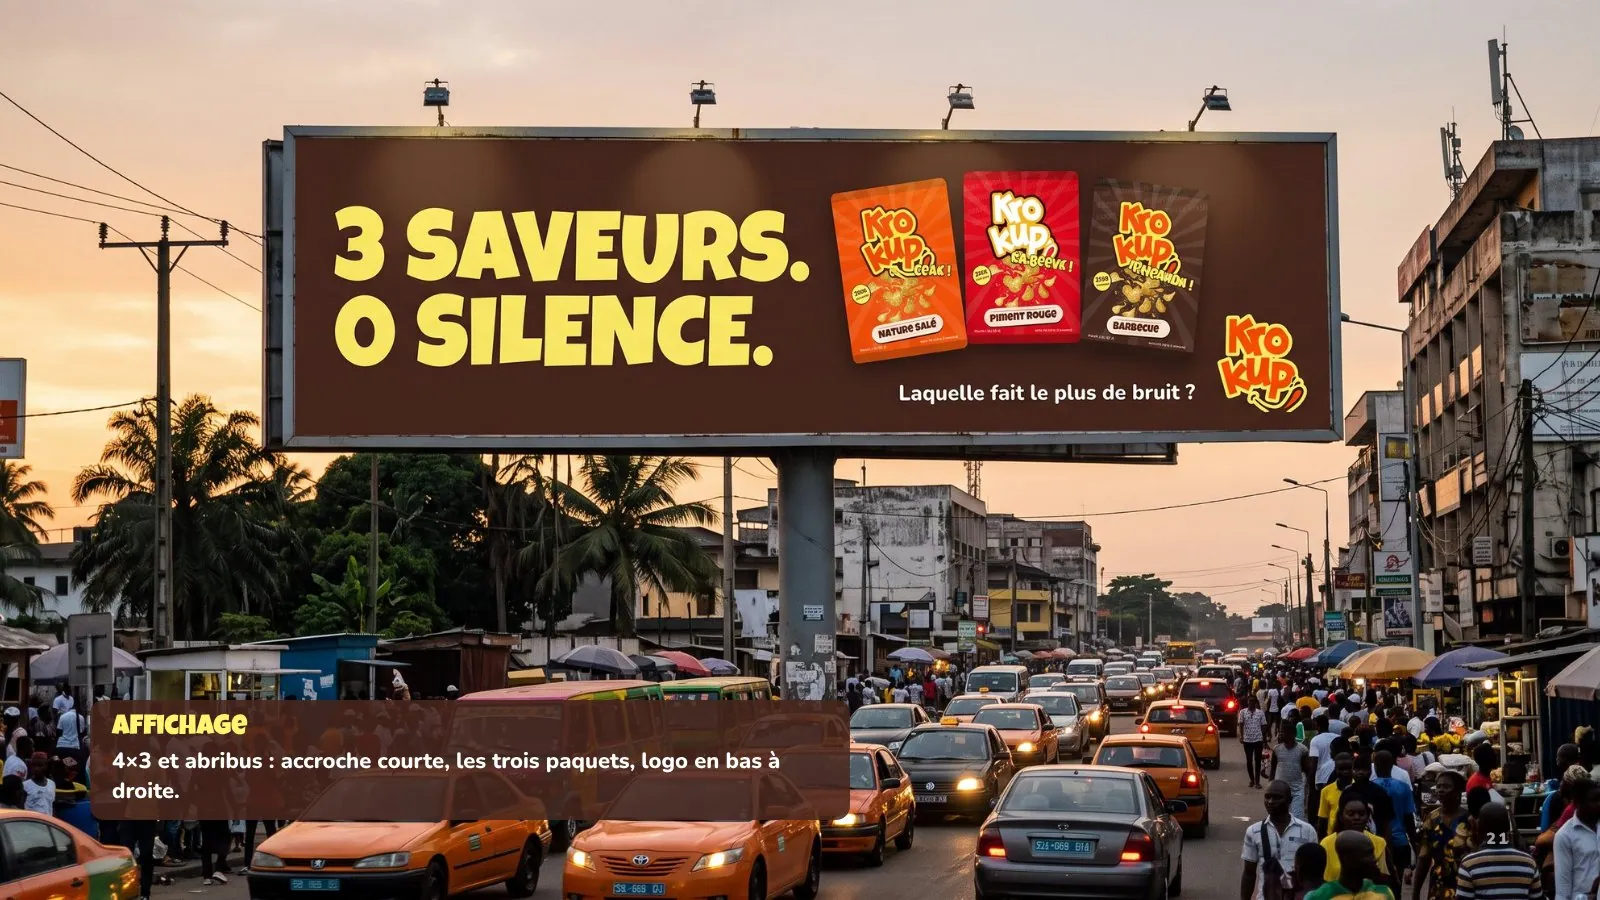 3 SAVEURS.
0 SILENCE.
Kro
kup
NATURE SALÉ
Kro
kup
PIMENT ROUGE
Kro
kup
BARBECUE
Laquelle fait le plus de bruit ?
Kro
kup
AFFICHAGE
4×3 et abribus : accroche courte, les trois paquets, logo en bas à
droite.
21